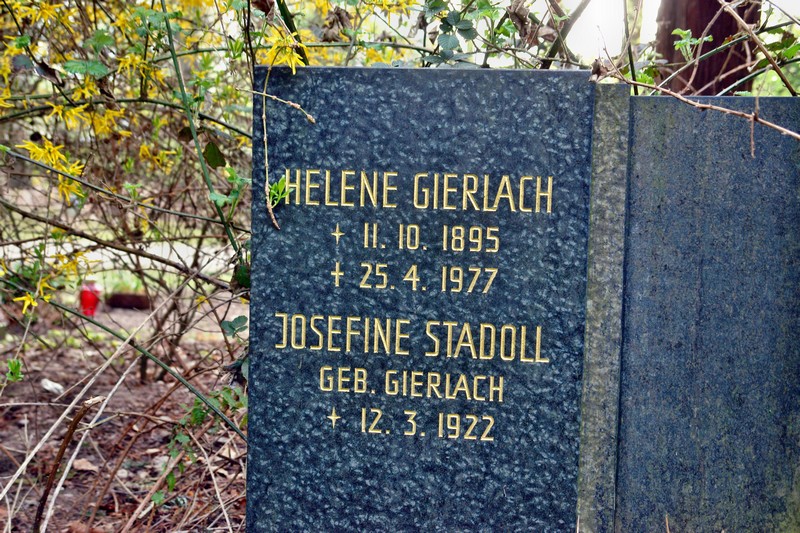 HELENE GIERLACH
✦ 11. 10. 1895
✝ 25. 4. 1977
JOSEFINE STADOLL
GEB. GIERLACH
✦ 12. 3. 1922